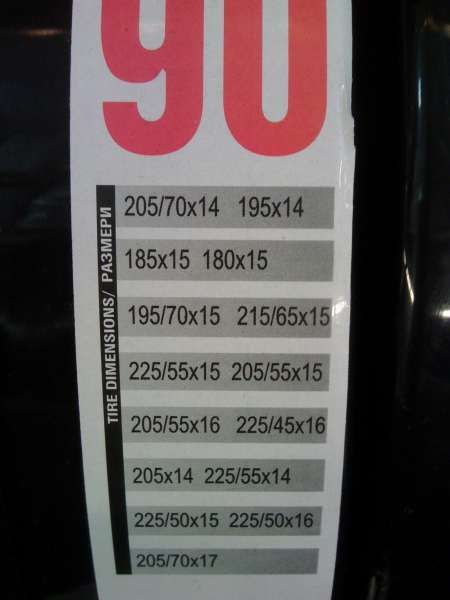 90
TIRE DIMENSIONS/ РАЗМЕРИ
205/70x14 195x14
185x15 180x15
195/70x15 215/65x15
225/55x15 205/55x15
205/55x16 225/45x16
205x14 225/55x14
225/50x15 225/50x16
205/70x17